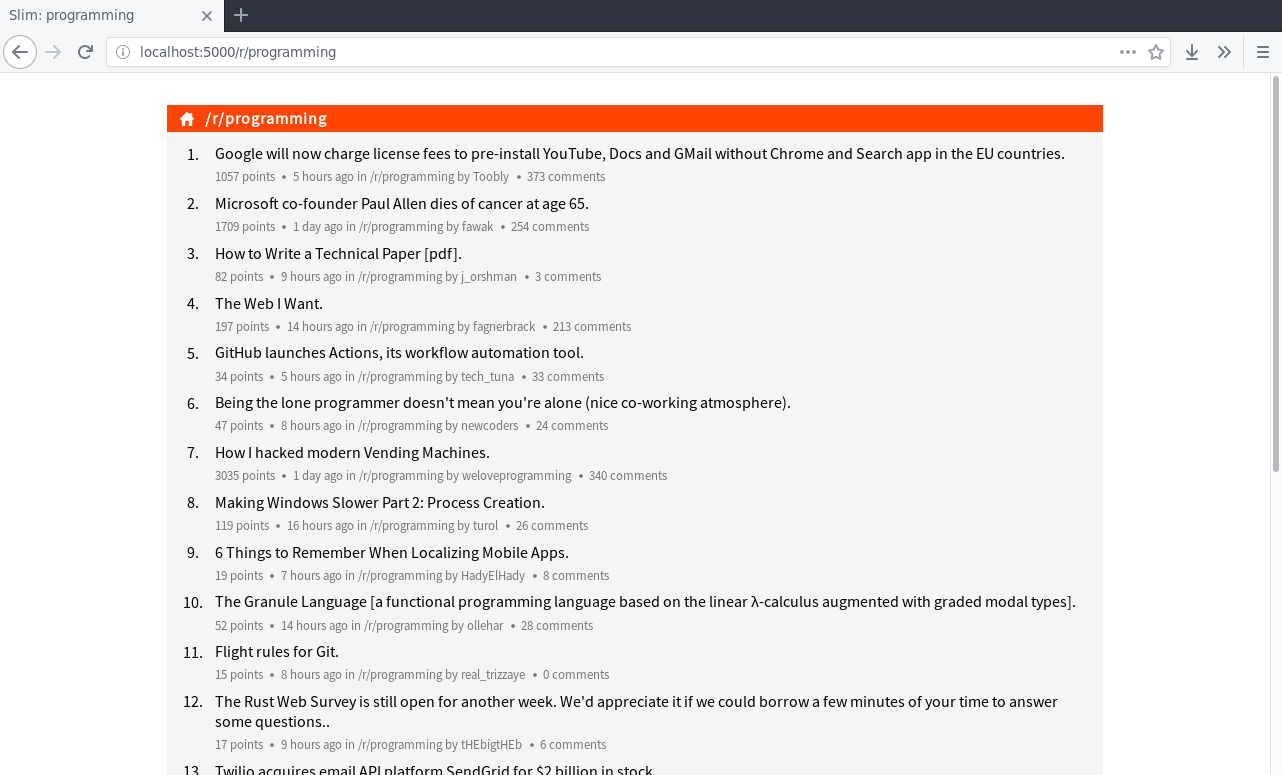 Slim: programming
localhost:5000/r/programming
/r/programming
1. Google will now charge license fees to pre-install YouTube, Docs and GMail without Chrome and Search app in the EU countries.
1057 points • 5 hours ago in /r/programming by Toobly • 373 comments
2. Microsoft co-founder Paul Allen dies of cancer at age 65.
1709 points • 1 day ago in /r/programming by fawak • 254 comments
3. How to Write a Technical Paper [pdf].
82 points • 9 hours ago in /r/programming by j_orshman • 3 comments
4. The Web I Want.
197 points • 14 hours ago in /r/programming by fagnerbrack • 213 comments
5. GitHub launches Actions, its workflow automation tool.
34 points • 5 hours ago in /r/programming by tech_tuna • 33 comments
6. Being the lone programmer doesn't mean you're alone (nice co-working atmosphere).
47 points • 8 hours ago in /r/programming by newcoders • 24 comments
7. How I hacked modern Vending Machines.
3035 points • 1 day ago in /r/programming by weloveprogramming • 340 comments
8. Making Windows Slower Part 2: Process Creation.
119 points • 16 hours ago in /r/programming by turol • 26 comments
9. 6 Things to Remember When Localizing Mobile Apps.
19 points • 7 hours ago in /r/programming by HadyElHady • 8 comments
10. The Granule Language [a functional programming language based on the linear λ-calculus augmented with graded modal types].
52 points • 14 hours ago in /r/programming by ollehar • 28 comments
11. Flight rules for Git.
15 points • 8 hours ago in /r/programming by real_trizzaye • 0 comments
12. The Rust Web Survey is still open for another week. We'd appreciate it if we could borrow a few minutes of your time to answer
some questions..
17 points • 9 hours ago in /r/programming by tHEbigtHEb • 6 comments
13. Twilio acquires email API platform SendGrid for $2 billion in stock.